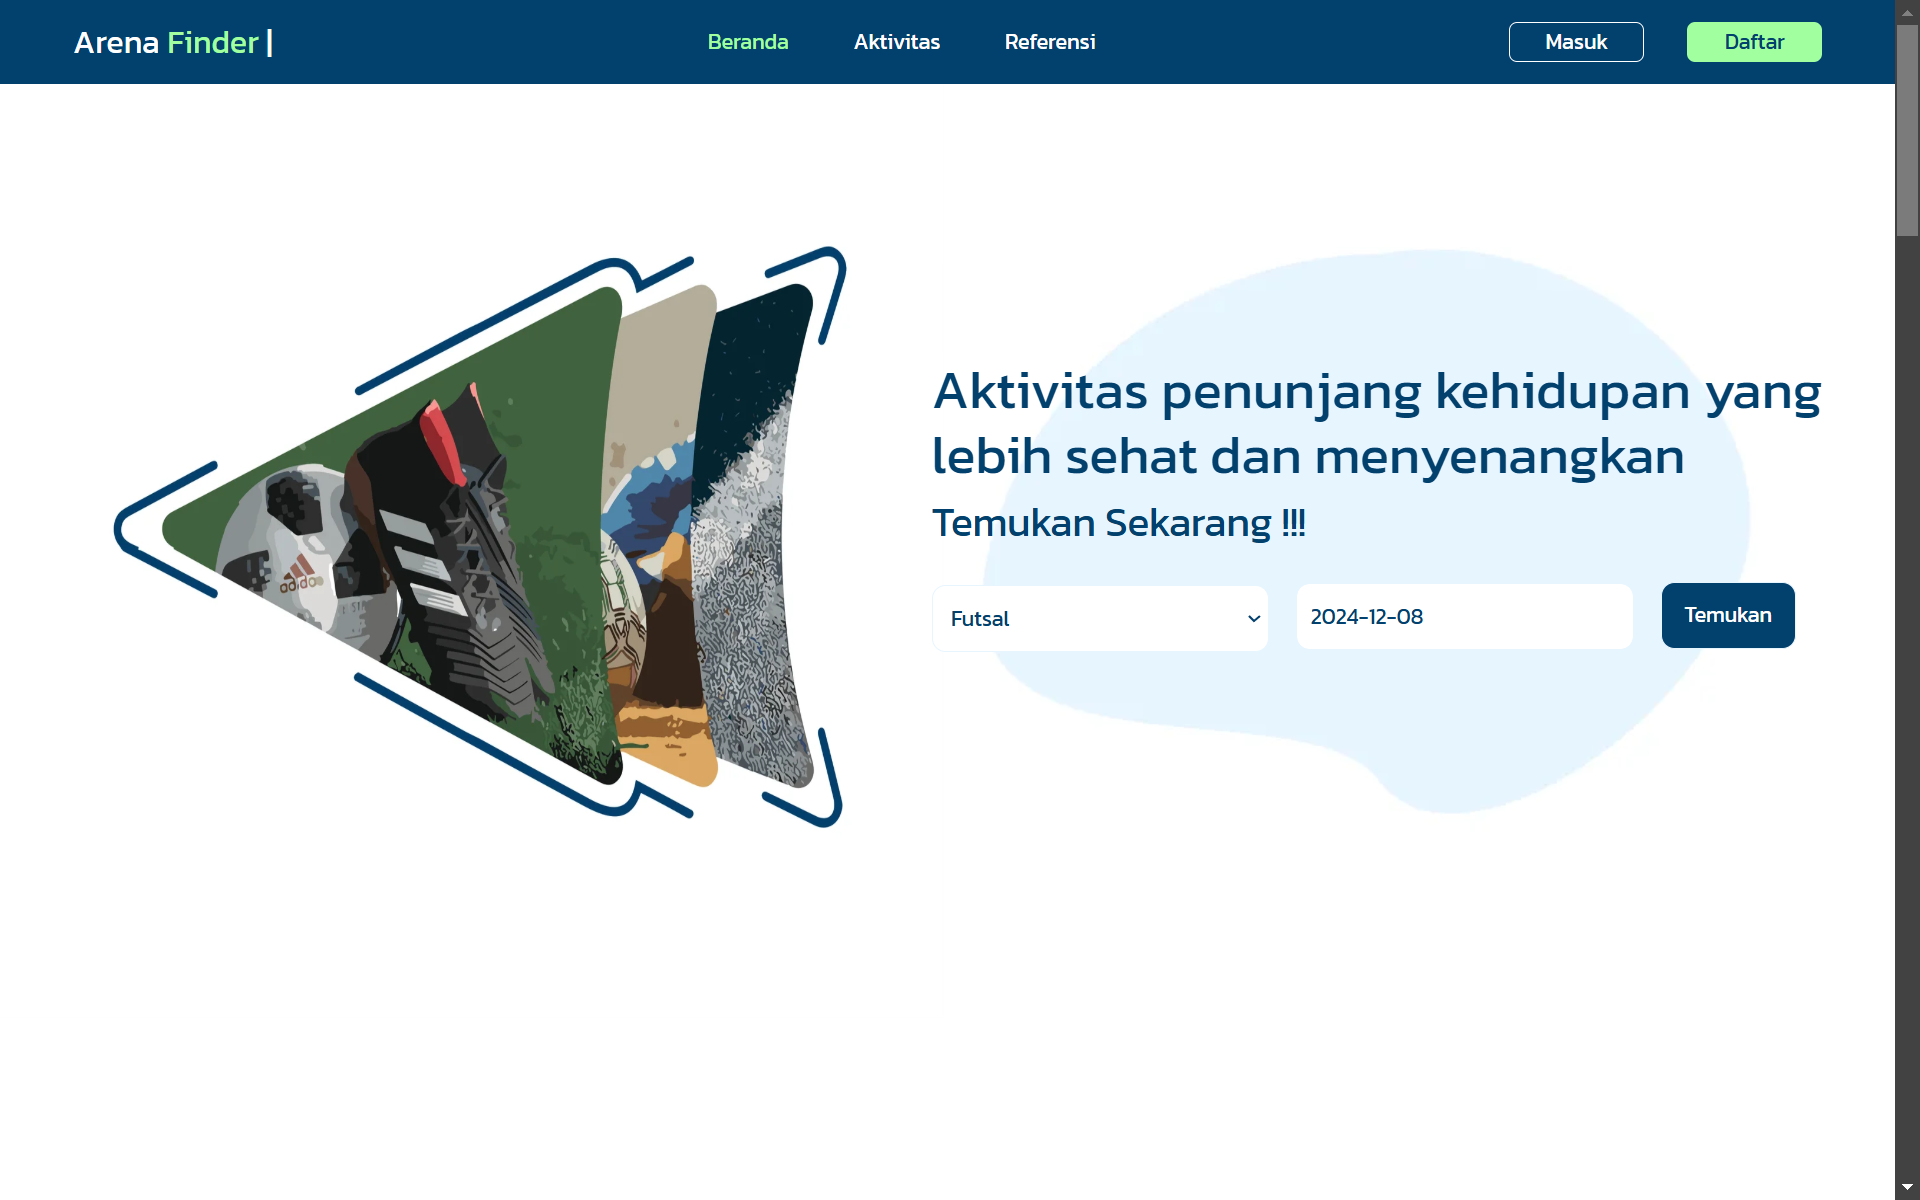 Arena Finder |
Beranda
Aktivitas
Referensi
Masuk
Daftar
adidas
Aktivitas penunjang kehidupan yang
lebih sehat dan menyenangkan
Temukan Sekarang !!!
Futsal
2024-12-08
Temukan